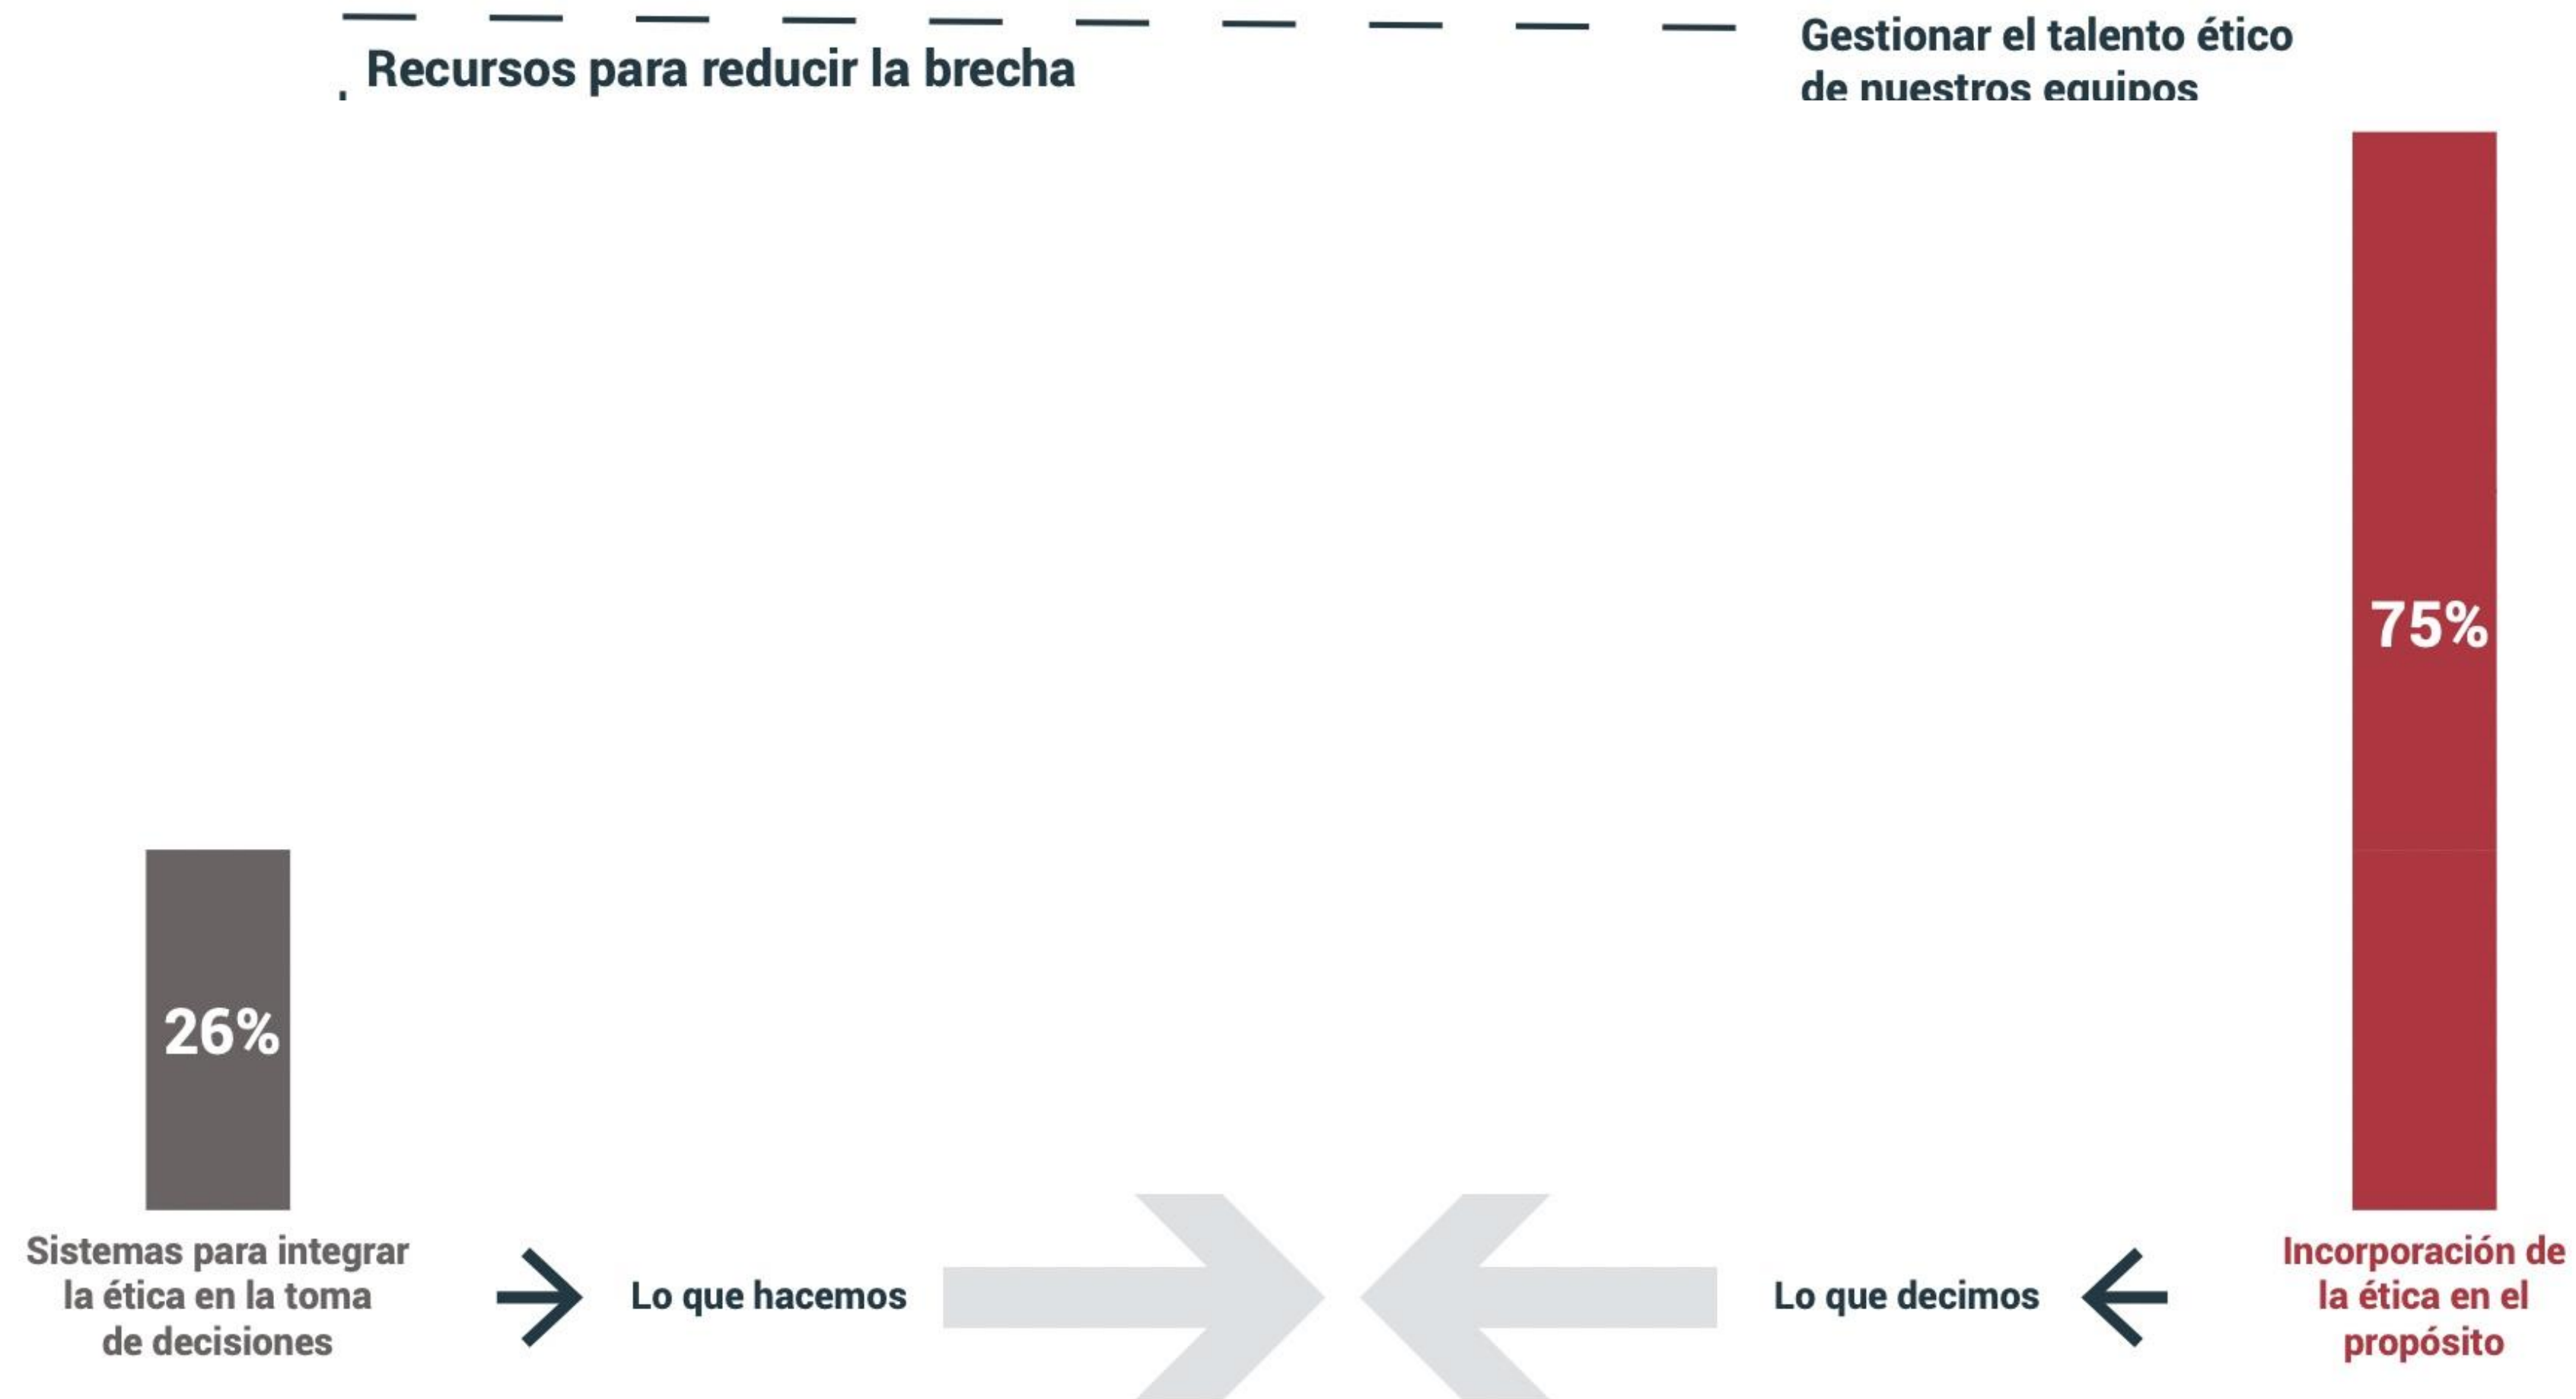 Recursos para reducir la brecha
Gestionar el talento ético
de nuestros equipos
75%
26%
Sistemas para integrar
la ética en la toma
de decisiones
Lo que hacemos
Lo que decimos
Incorporación de
la ética en el
propósito